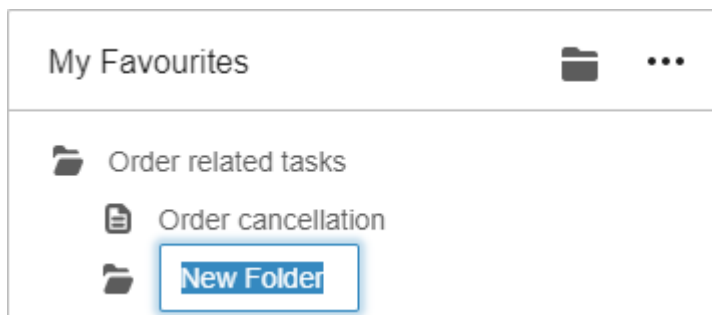 My Favourites
Order related tasks
Order cancellation
New Folder